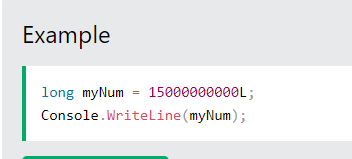 Example
long myNum = 15000000000L;
Console.WriteLine(myNum);